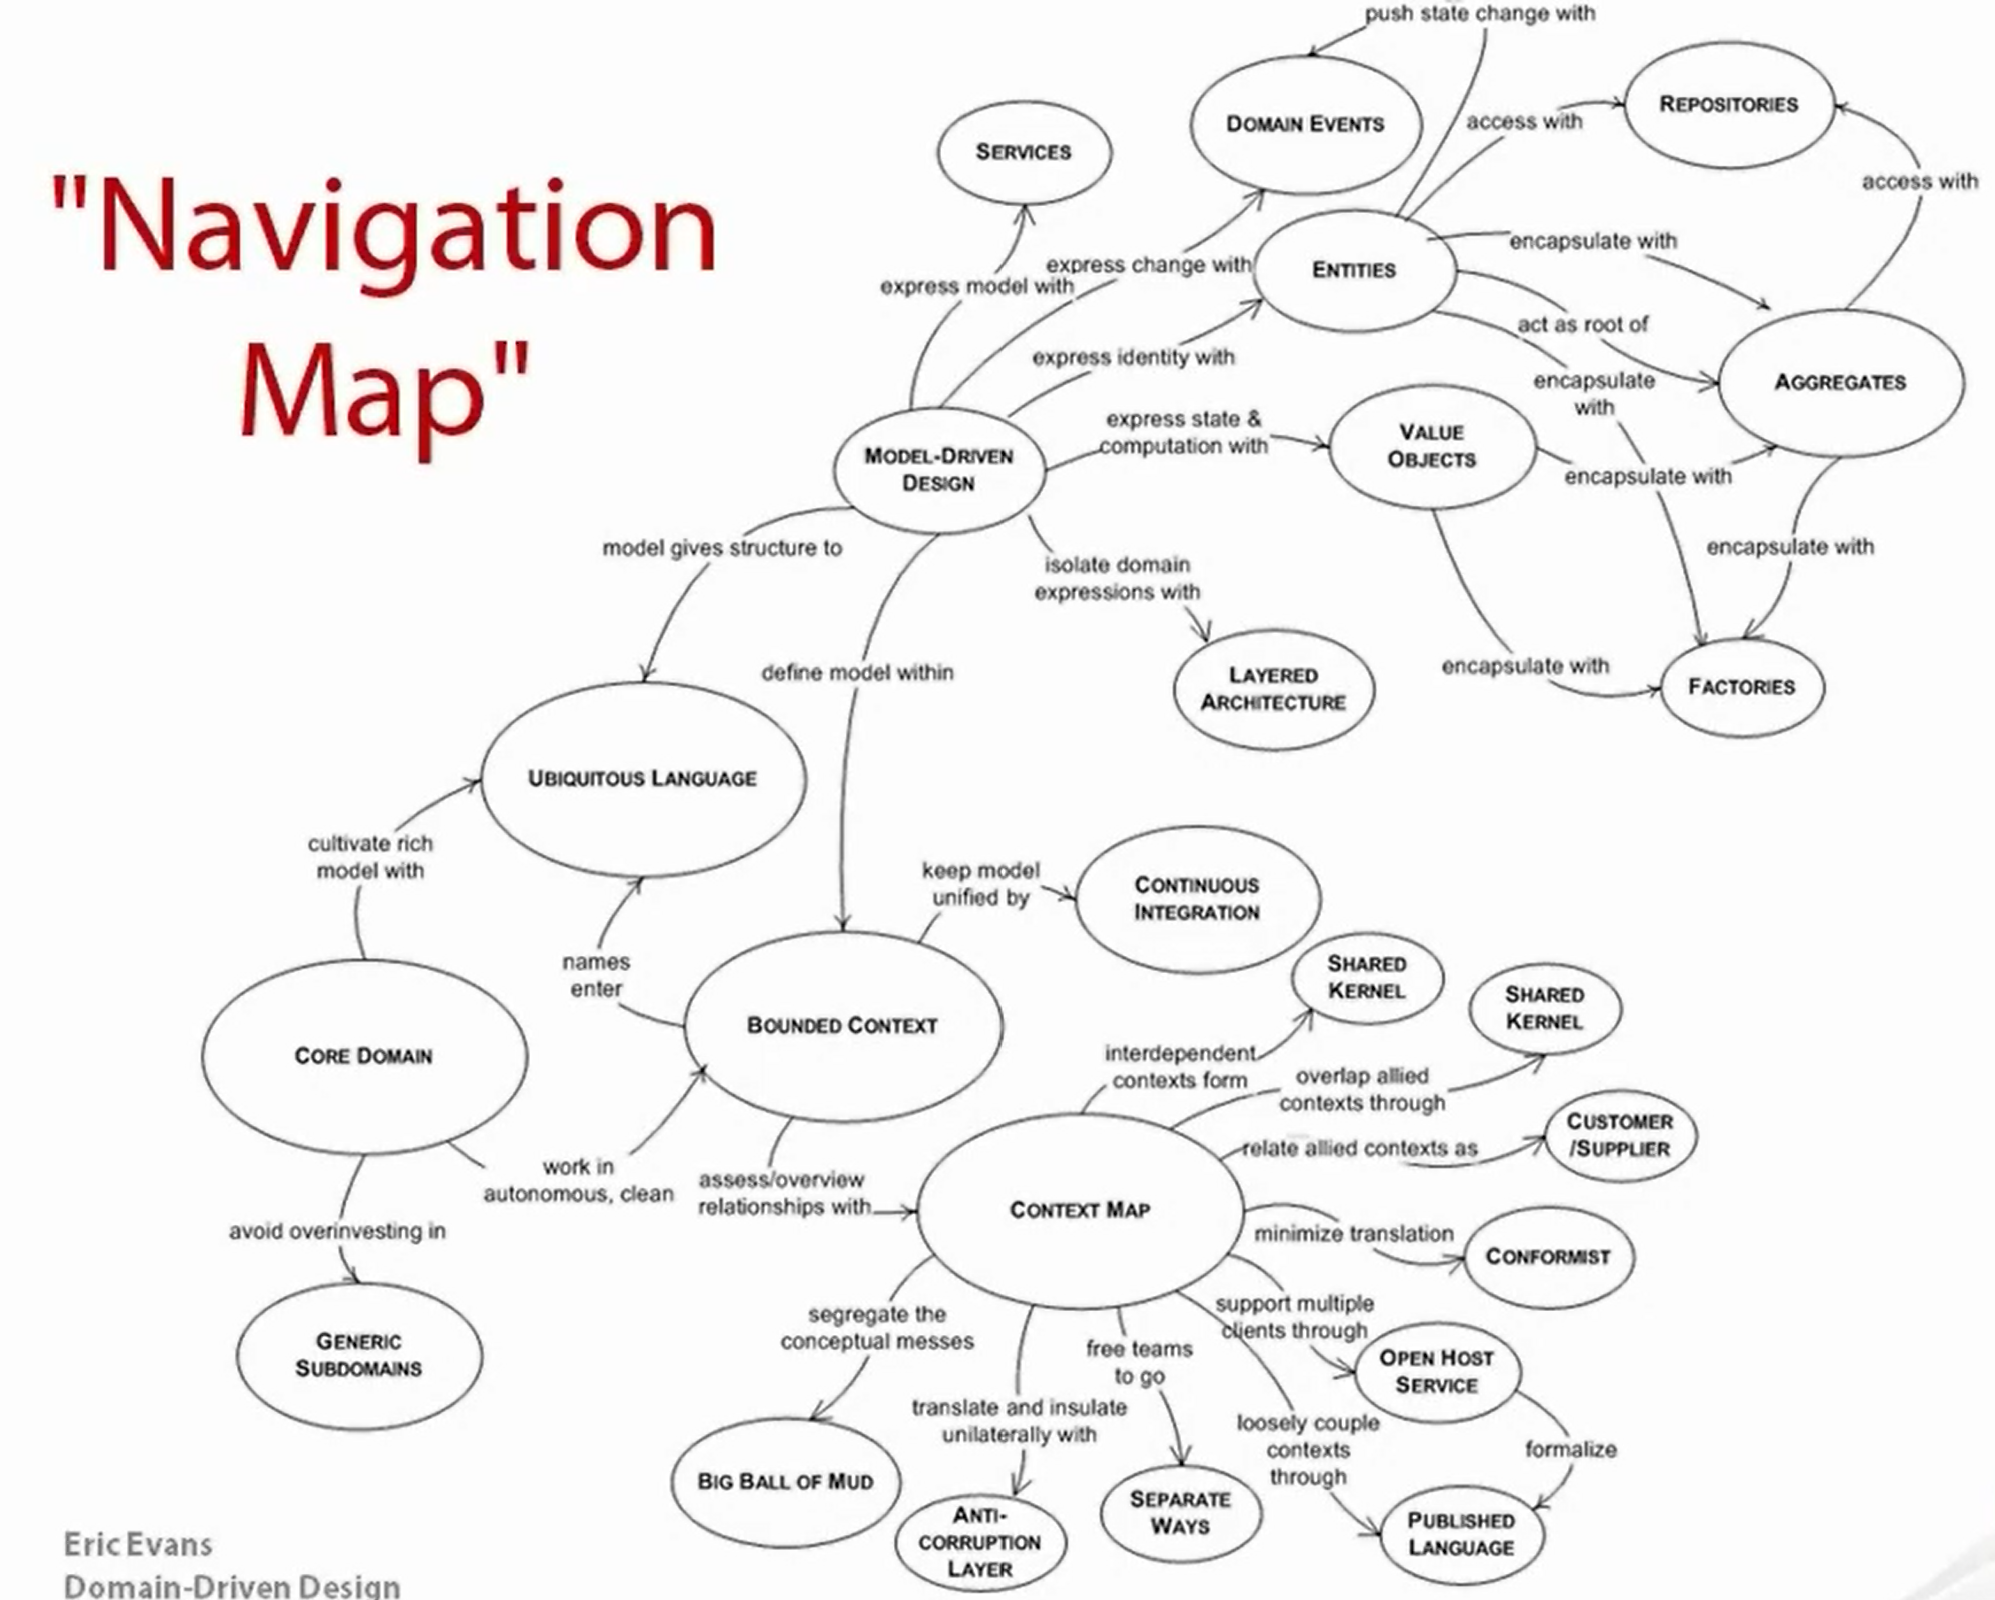 "Navigation
Map"
push state change with
DOMAIN EVENTS
REPOSITORIES
access with
SERVICES
access with
express change with
express model with
ENTITIES
encapsulate with
act as root of
express identity with
encapsulate
with
AGGREGATES
express state &
computation with
VALUE
OBJECTS
encapsulate with
MODEL-DRIVEN
DESIGN
model gives structure to
isolate domain
expressions with
encapsulate with
define model within
LAYERED
ARCHITECTURE
encapsulate with
FACTORIES
UBIQUITOUS LANGUAGE
cultivate rich
model with
keep model
unified by
CONTINUOUS
INTEGRATION
names
enter
SHARED
KERNEL
SHARED
KERNEL
BOUNDED CONTEXT
CORE DOMAIN
interdependent
contexts form
overlap allied
contexts through
CUSTOMER
/SUPPLIER
relate allied contexts as
work in
autonomous, clean
assess/overview
relationships with
CONTEXT MAP
minimize translation
CONFORMIST
avoid overinvesting in
segregate the
conceptual messes
support multiple
clients through
free teams
to go
GENERIC
SUBDOMAINS
OPEN HOST
SERVICE
translate and insulate
unilaterally with
loosely couple
contexts
through
formalize
BIG BALL OF MUD
ANTI-
CORRUPTION
LAYER
SEPARATE
WAYS
PUBLISHED
LANGUAGE
Eric Evans
Domain-Driven Design